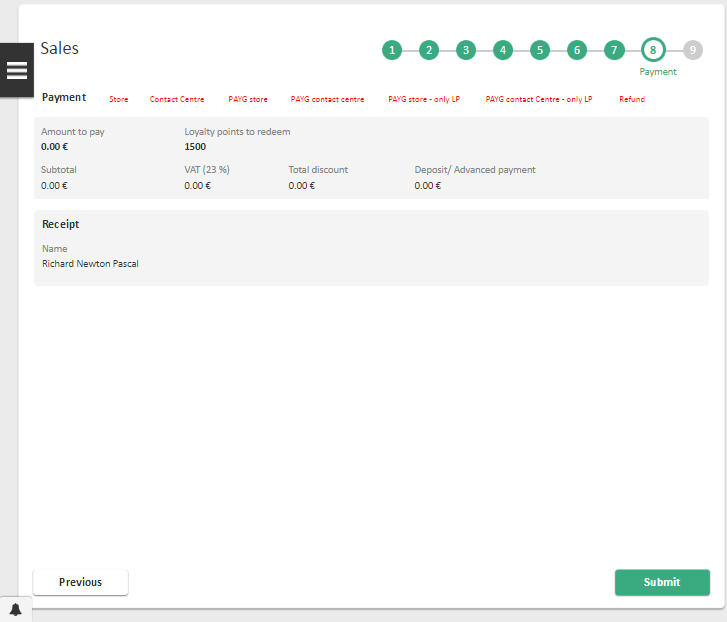 Sales
1 2 3 4 5 6 7 8 9
Payment
Payment Store Contact Centre PAYG store PAYG contact centre PAYG store - only LP PAYG contact Centre - only LP Refund
Amount to pay Loyalty points to redeem
0.00 € 1500
Subtotal VAT (23 %) Total discount Deposit/ Advanced payment
0.00 € 0.00 € 0.00 € 0.00 €
Receipt
Name
Richard Newton Pascal
Previous Submit